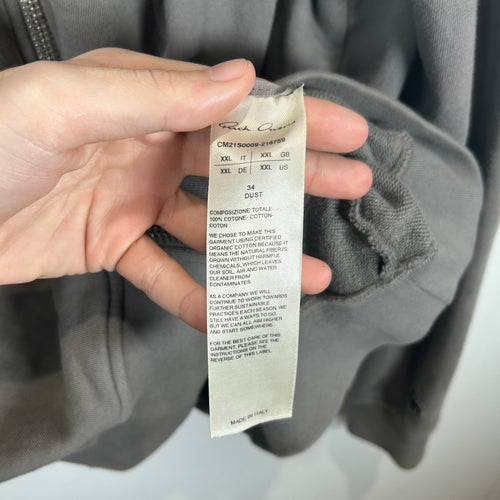 Rick Owens
CM21S0009-216759
XXL IT XXL GB
XXL DE XXL US
34
DUST
COMPOSIZIONE TOTALE-
100% COTONE- COTTON-
COTON
WE CHOSE TO MAKE THIS
GARMENT USING CERTIFIED
ORGANIC COTTON BECAUSE IT
MEANS THE NATURAL FIBER IS
GROWN WITHOUT HARMFUL
CHEMICALS, WHICH LEAVES
OUR SOIL, AIR AND WATER
CLEANER FROM
CONTAMINATES.
AS A COMPANY WE WILL
CONTINUE TO WORK TOWARDS
FURTHER SUSTAINABLE
PRACTICES EACH SEASON. WE
STILL HAVE A WAYS TO GO,
BUT WE CAN ALL AIM HIGHER
AND START SOMEWHERE.
FOR THE BEST CARE OF THIS
GARMENT, PLEASE SEE THE
INSTRUCTIONS ON THE
REVERSE OF THIS LABEL.
MADE IN ITALY